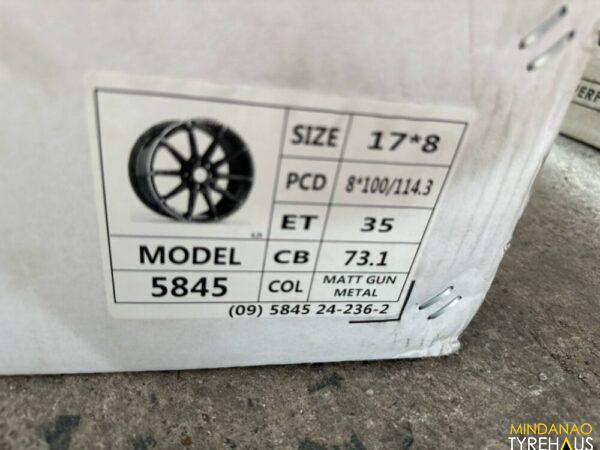 SIZE 17*8
PCD 8*100/114.3
ET 35
MODEL CB 73.1
5845 COL MATT GUN METAL
(09) 5845 24-236-2
ERF
MINDANAO
TYREHAUS